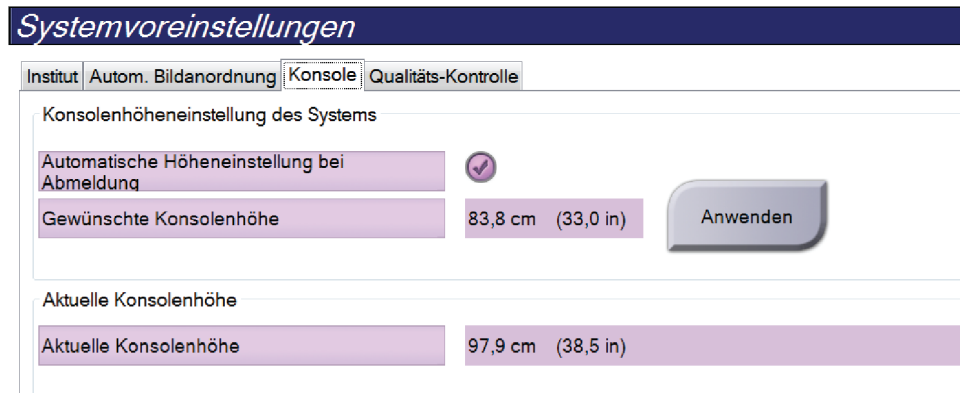 Systemvoreinstellungen
Institut Autom. Bildanordnung Konsole Qualitäts-Kontrolle
Konsolenhöheneinstellung des Systems
Automatische Höheneinstellung bei
Abmeldung
Gewünschte Konsolenhöhe 83,8 cm (33,0 in) Anwenden
Aktuelle Konsolenhöhe
Aktuelle Konsolenhöhe 97,9 cm (38,5 in)